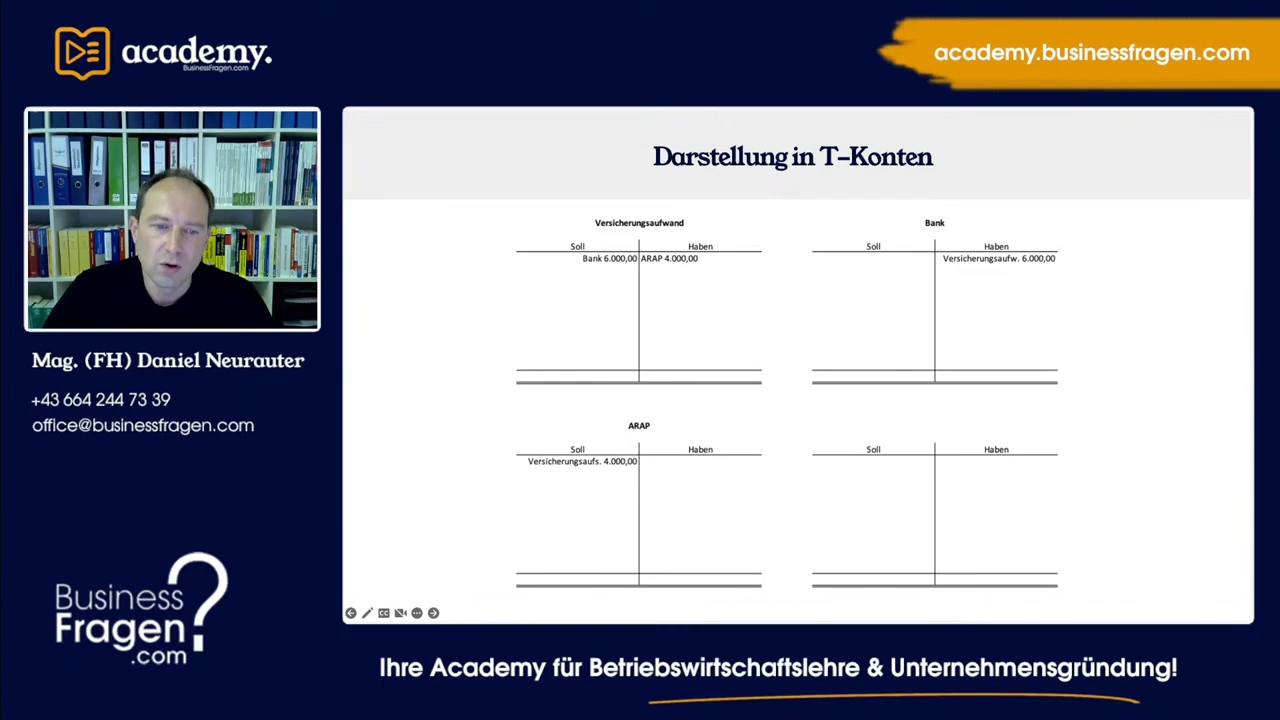 academy.
BusinessFragen.com
academy.businessfragen.com
Mag. (FH) Daniel Neurauter
+43 664 244 73 39
office@businessfragen.com
Business
Fragen
.com
?
Darstellung in T-Konten
Versicherungsaufwand
Soll Haben
Bank 6.000,00 ARAP 4.000,00
Bank
Soll Haben
Versicherungsaufw. 6.000,00
ARAP
Soll Haben
Versicherungsaufs. 4.000,00
Soll Haben
CC
Ihre Academy für Betriebswirtschaftslehre & Unternehmensgründung!